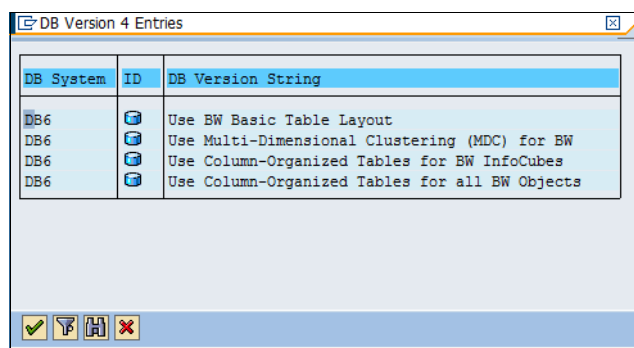 DB Version 4 Entries
DB System ID DB Version String
DB6 Use BW Basic Table Layout
DB6 Use Multi-Dimensional Clustering (MDC) for BW
DB6 Use Column-Organized Tables for BW InfoCubes
DB6 Use Column-Organized Tables for all BW Objects